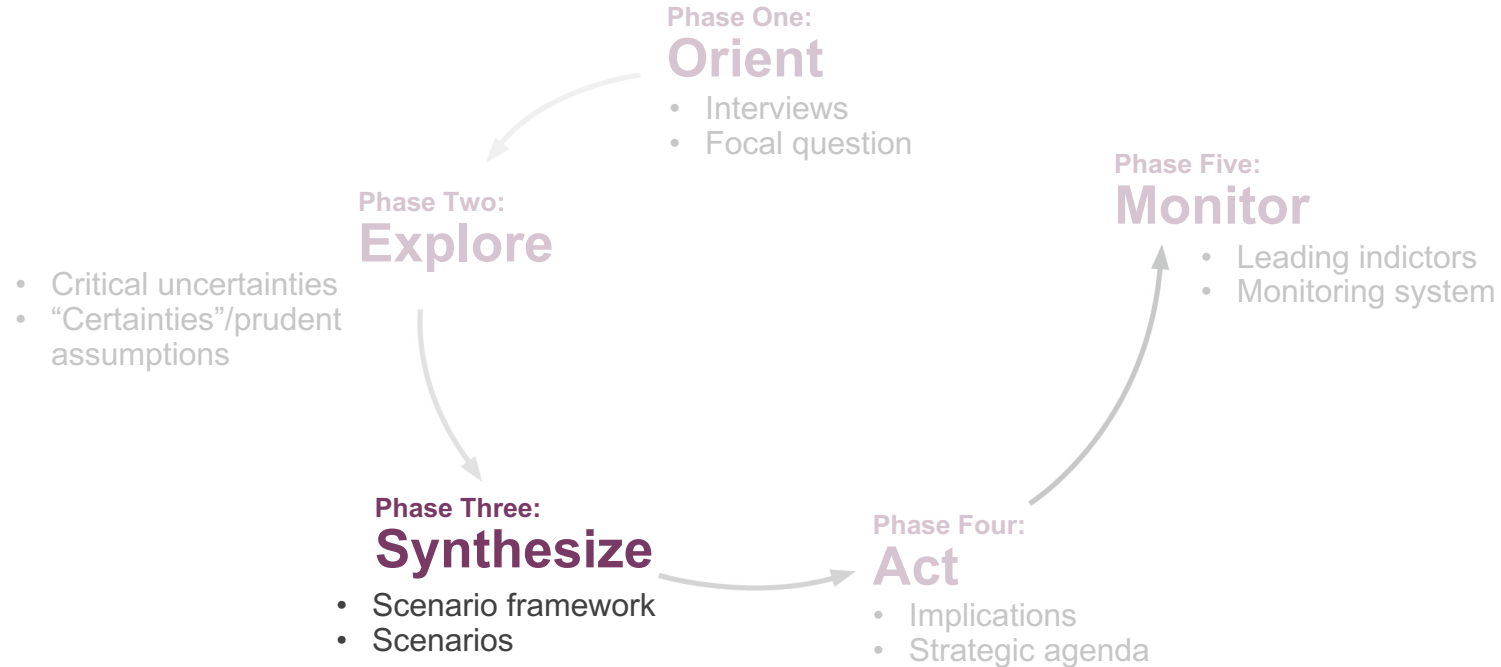 Phase One:
Orient
• Interviews
• Focal question
Phase Two:
Explore
• Critical uncertainties
• “Certainties”/prudent
assumptions
Phase Three:
Synthesize
• Scenario framework
• Scenarios
Phase Four:
Act
• Implications
• Strategic agenda
Phase Five:
Monitor
• Leading indictors
• Monitoring system